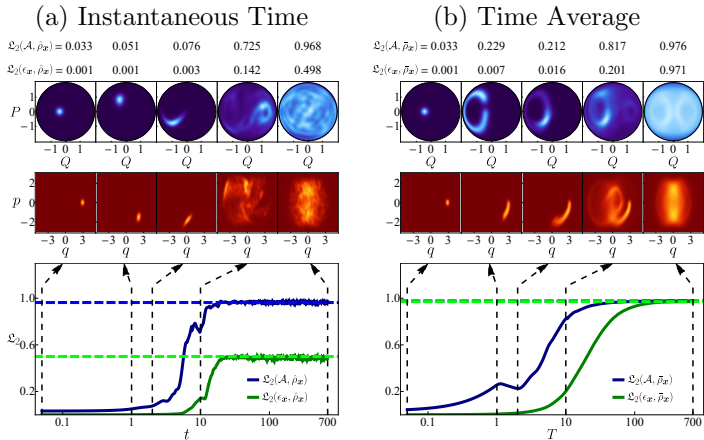 (a) Instantaneous Time
𝔏₂(𝒜, ρ̂ₓ) = 0.033 0.051 0.076 0.725 0.968
𝔏₂(ϵₓ, ρ̂ₓ) = 0.001 0.001 0.003 0.142 0.498
P
1
0
−1
−1 0 1 −1 0 1 −1 0 1 −1 0 1 −1 0 1
Q Q Q Q Q
p
2
0
−2
−3 0 3 −3 0 3 −3 0 3 −3 0 3 −3 0 3
q q q q q
𝔏₂
1.0
0.6
0.2
𝔏₂(𝒜, ρ̂ₓ)
𝔏₂(ϵₓ, ρ̂ₓ)
0.1 1 10 100 700
t
(b) Time Average
𝔏₂(𝒜, ρ̄ₓ) = 0.033 0.229 0.212 0.817 0.976
𝔏₂(ϵₓ, ρ̄ₓ) = 0.001 0.007 0.016 0.201 0.971
1
0
−1
−1 0 1 −1 0 1 −1 0 1 −1 0 1 −1 0 1
Q Q Q Q Q
p
2
0
−2
−3 0 3 −3 0 3 −3 0 3 −3 0 3 −3 0 3
q q q q q
1.0
0.6
0.2
𝔏₂(𝒜, ρ̄ₓ)
𝔏₂(ϵₓ, ρ̄ₓ)
0.1 1 10 100 700
T